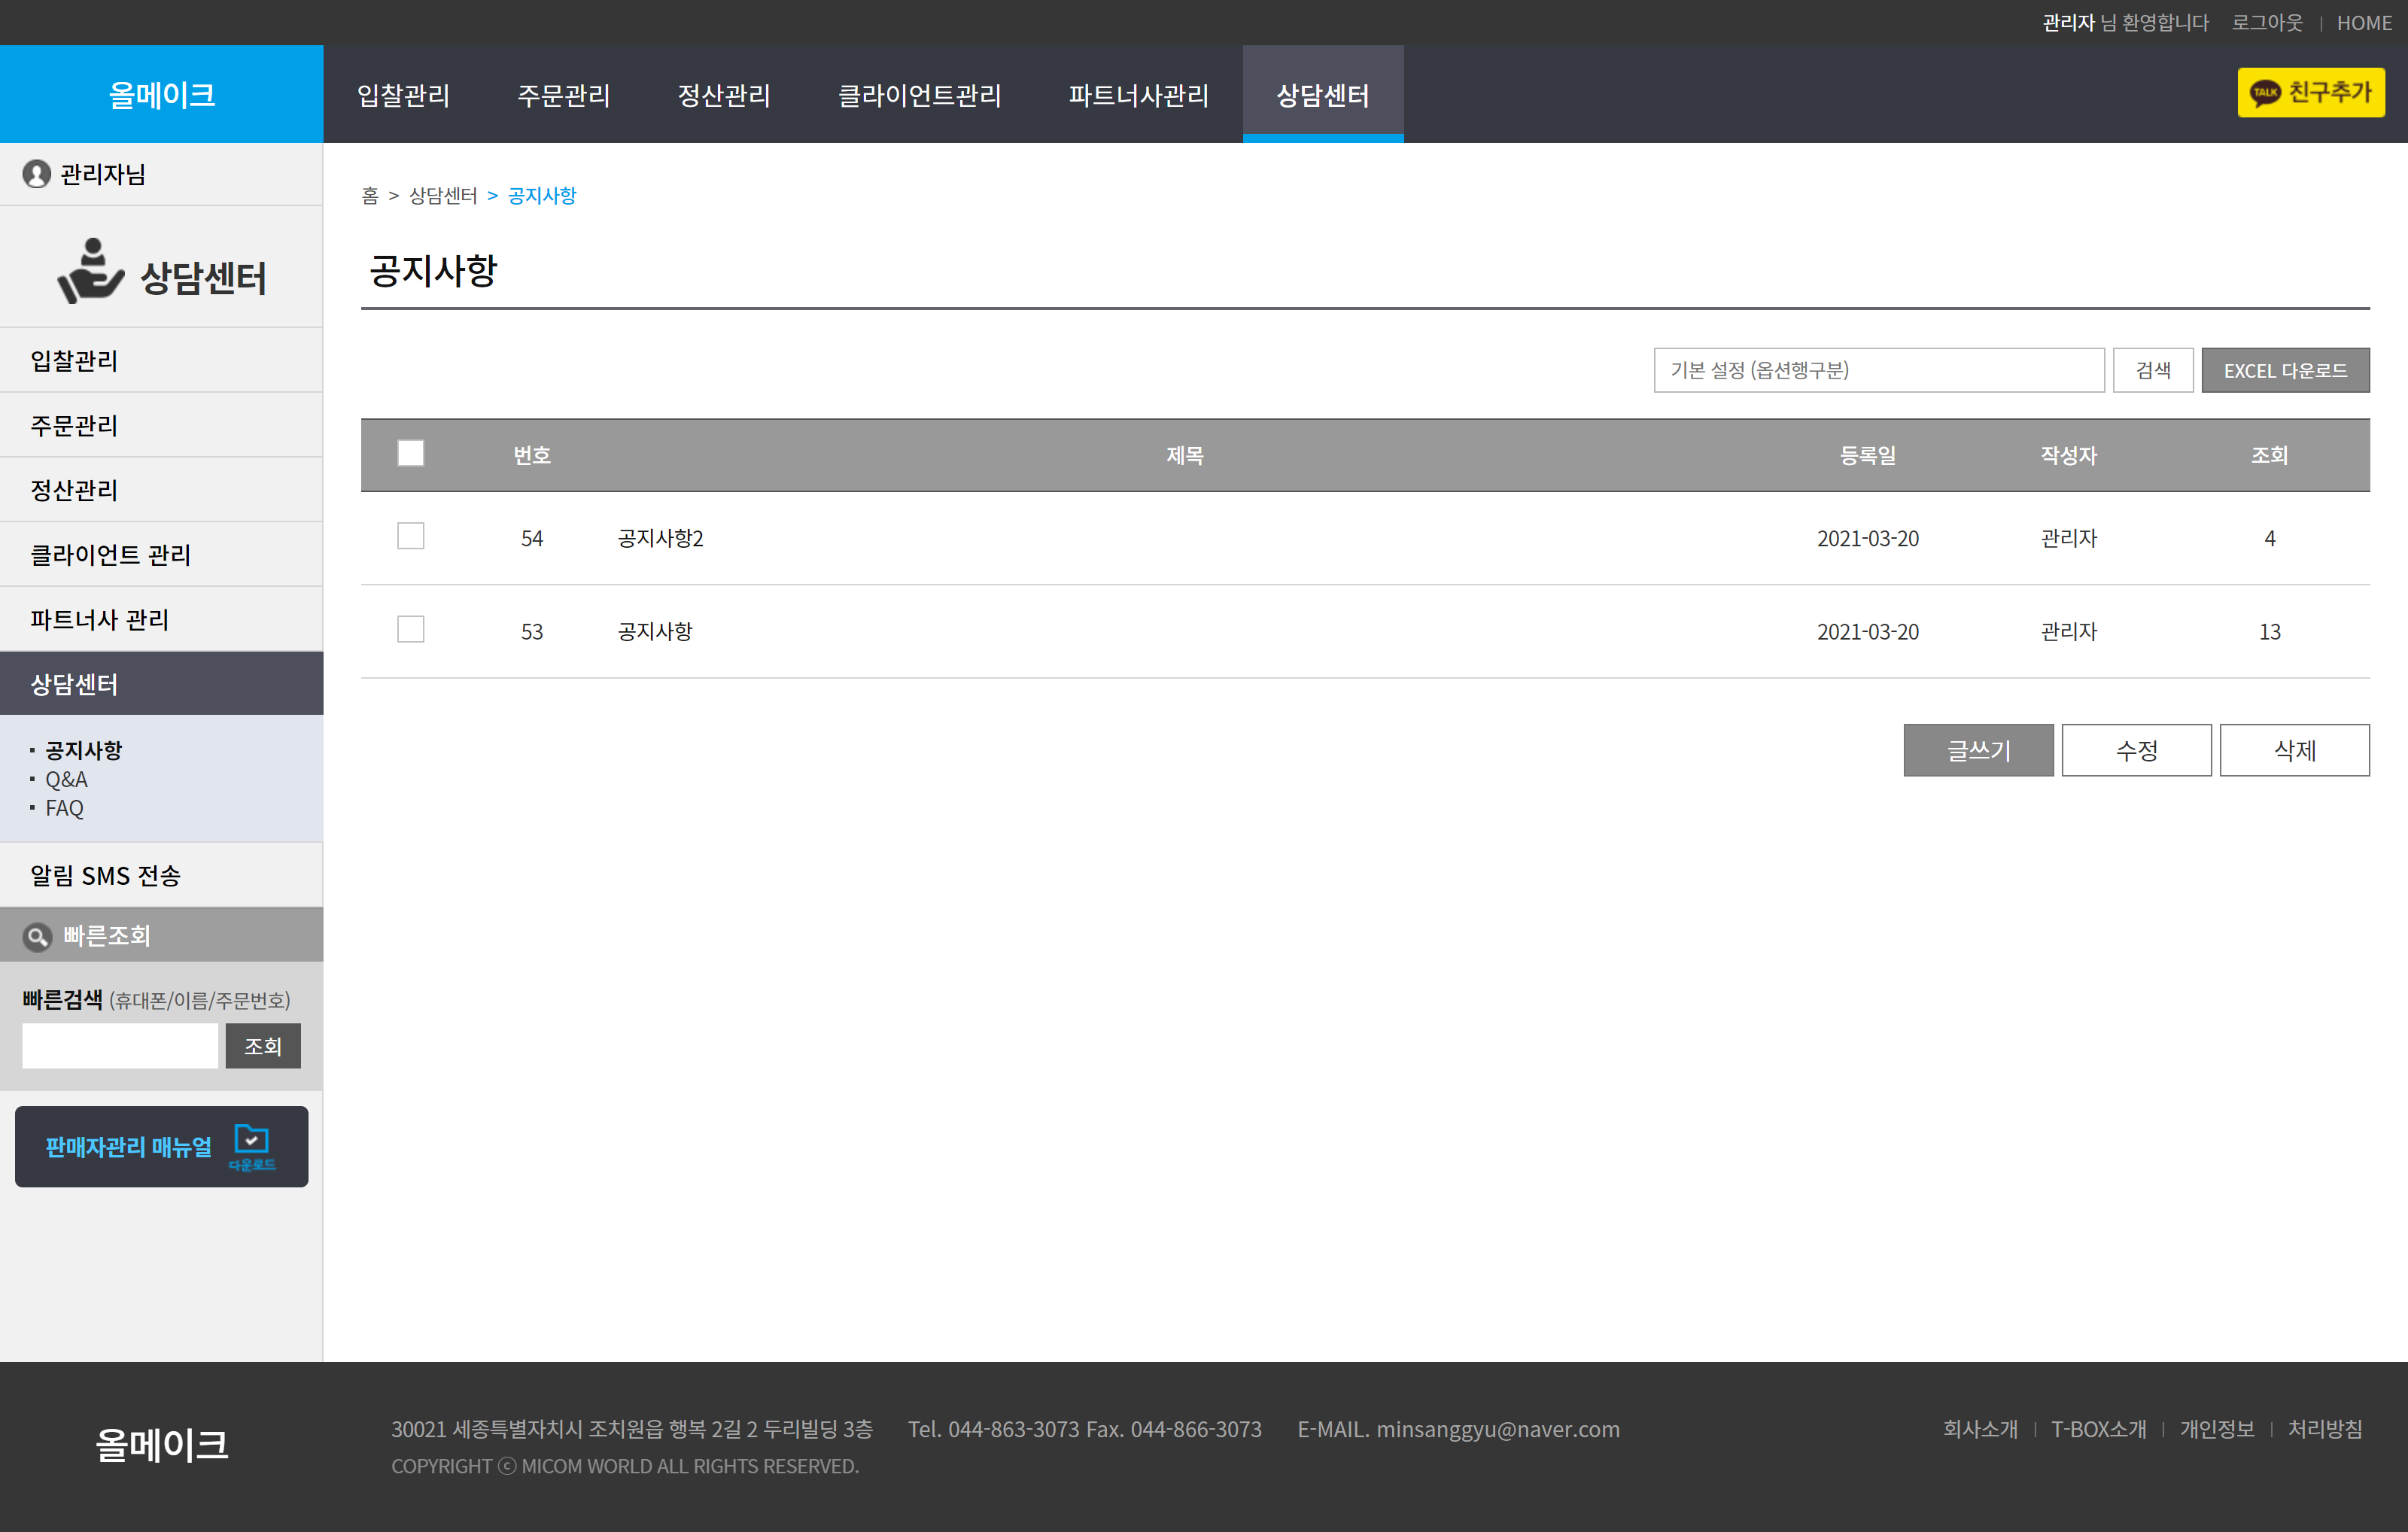 관리자 님 환영합니다 로그아웃 HOME
올메이크 입찰관리 주문관리 정산관리 클라이언트관리 파트너사관리 상담센터 TALK 친구추가
관리자님
상담센터
입찰관리
주문관리
정산관리
클라이언트 관리
파트너사 관리
상담센터
공지사항
Q&A
FAQ
알림 SMS 전송
빠른조회
빠른검색 (휴대폰/이름/주문번호)
조회
판매자관리 매뉴얼 다운로드
홈 > 상담센터 > 공지사항
공지사항
기본 설정 (옵션행구분) 검색 EXCEL 다운로드
번호 제목 등록일 작성자 조회
54 공지사항2 2021-03-20 관리자 4
53 공지사항 2021-03-20 관리자 13
글쓰기 수정 삭제
올메이크
30021 세종특별자치시 조치원읍 행복 2길 2 두리빌딩 3층 Tel. 044-863-3073 Fax. 044-866-3073 E-MAIL. minsanggyu@naver.com
COPYRIGHT ⓒ MICOM WORLD ALL RIGHTS RESERVED.
회사소개 T-BOX소개 개인정보 처리방침